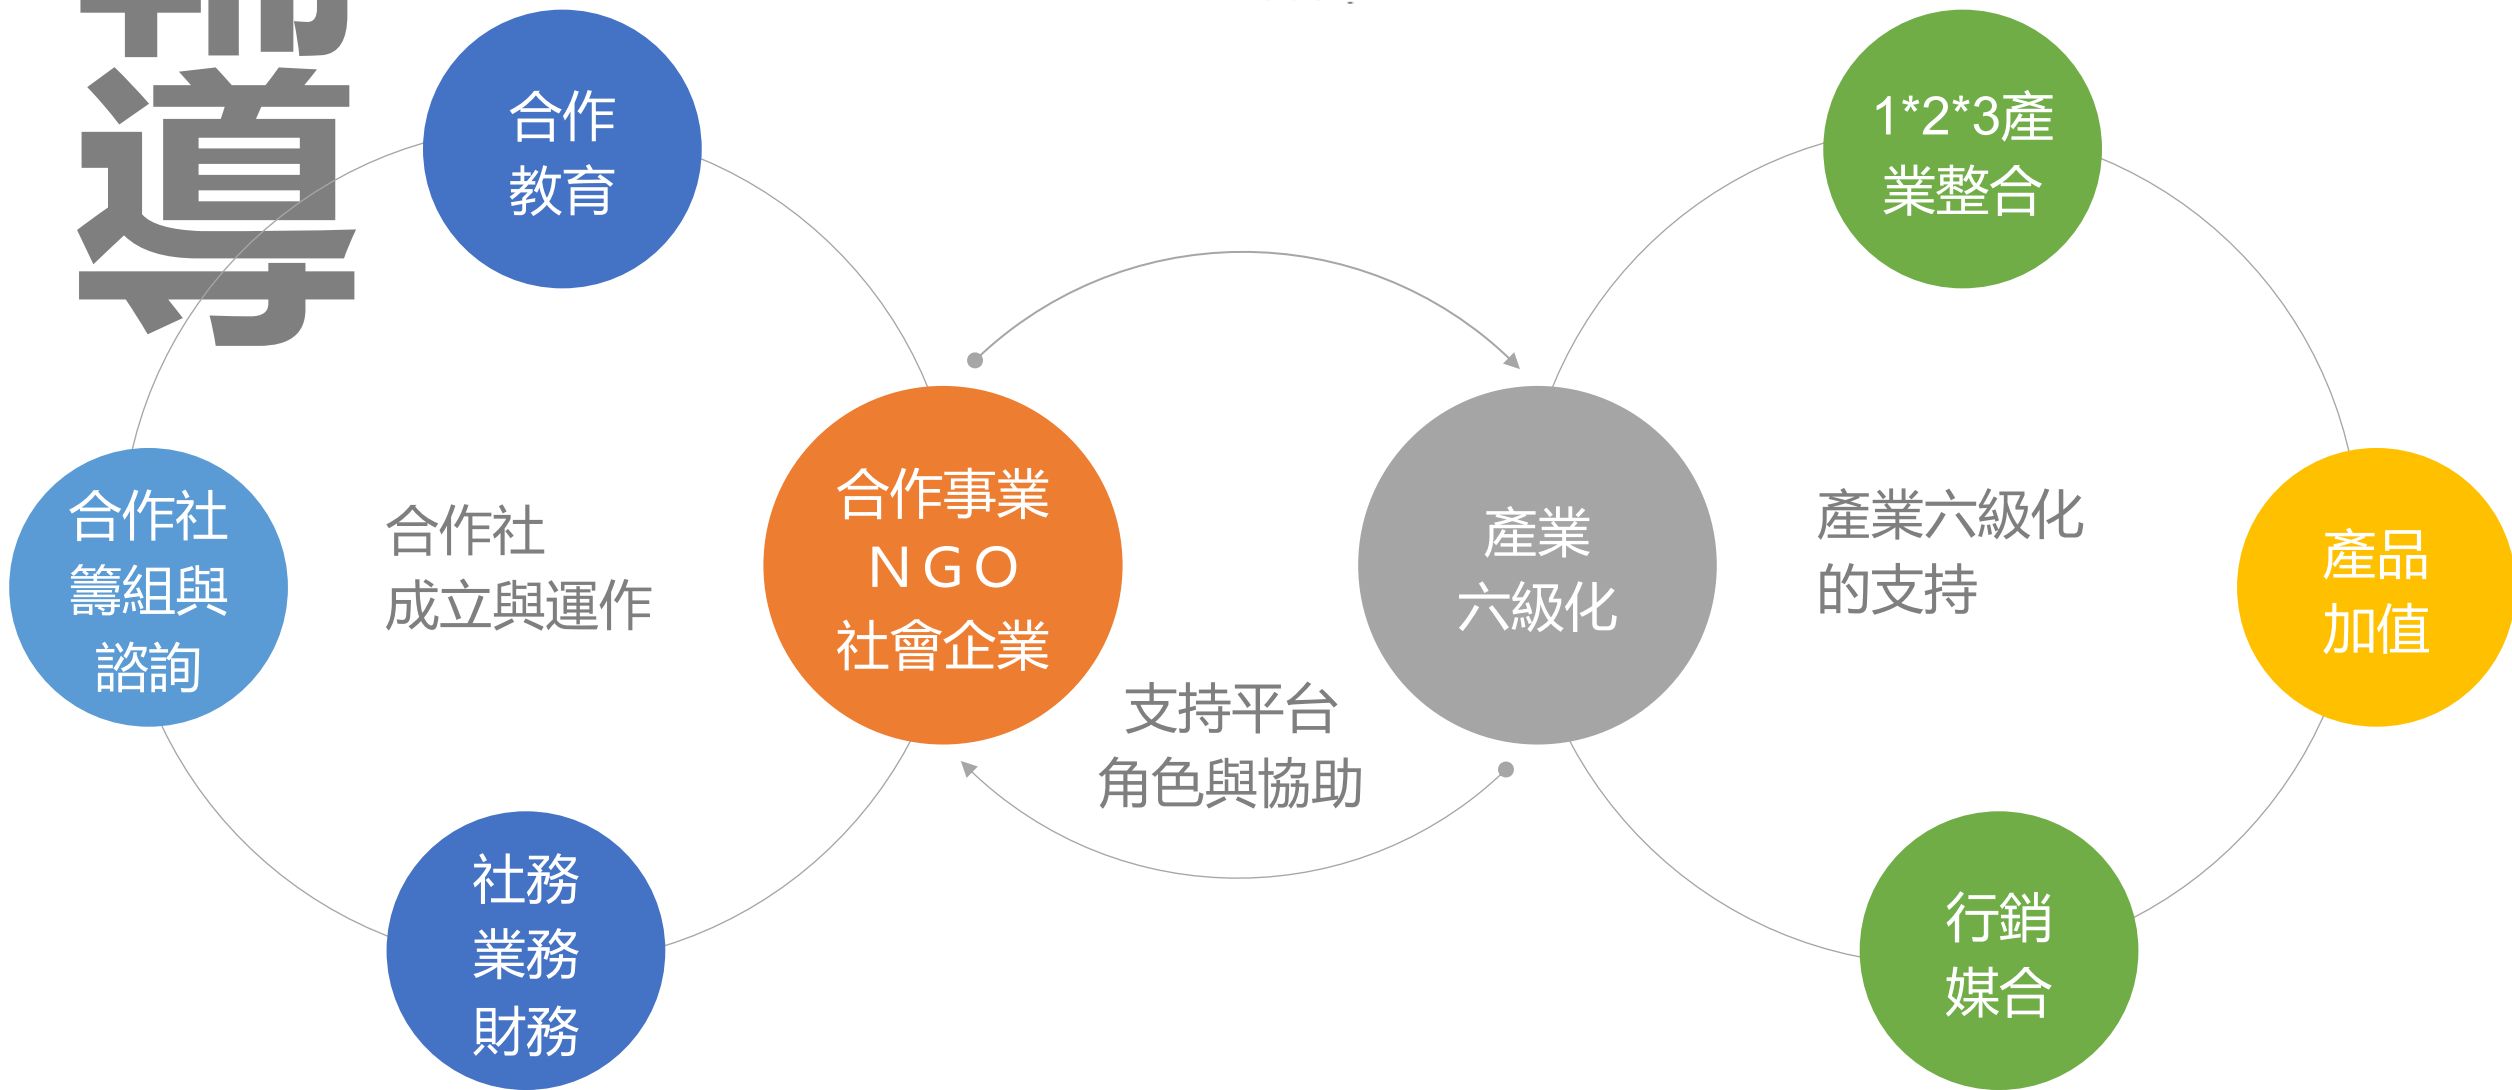 導
合作
教育
合作社
籌組與
諮詢
社務
業務
財務
合作社
成立與運作
合作事業
NGO
社會企業
支持平台
角色與協助
產業
六級化
1*2*3產
業整合
產業六級化
的支持
產品
加值
行銷
媒合